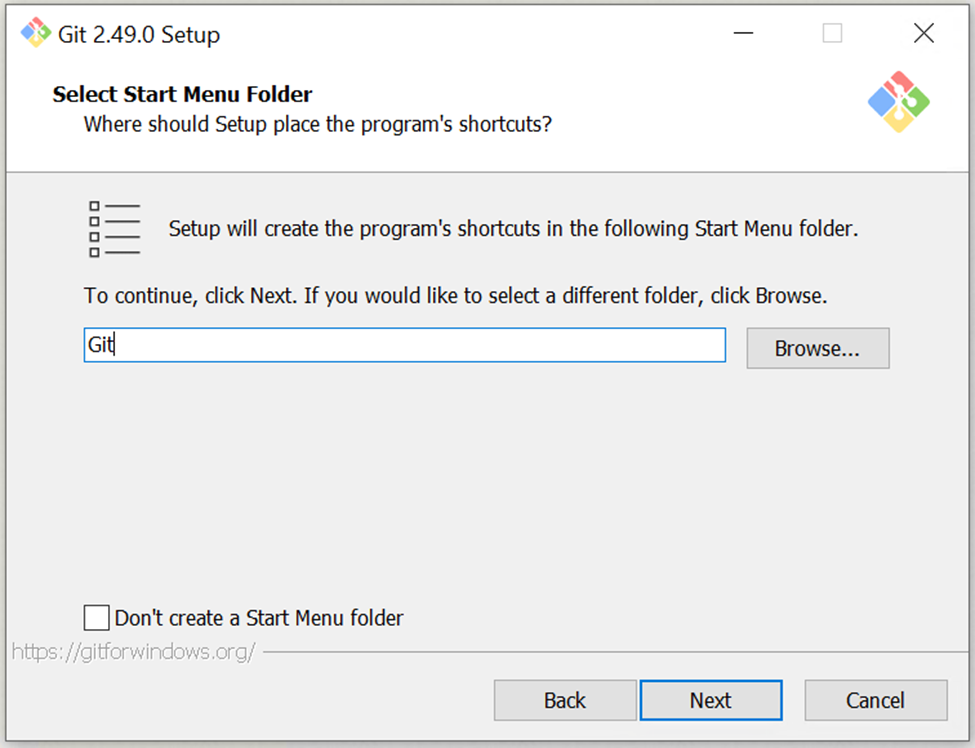 Git 2.49.0 Setup
Select Start Menu Folder
Where should Setup place the program's shortcuts?
Setup will create the program's shortcuts in the following Start Menu folder.
To continue, click Next. If you would like to select a different folder, click Browse.
Git
Browse...
Don't create a Start Menu folder
https://gitforwindows.org/
Back
Next
Cancel